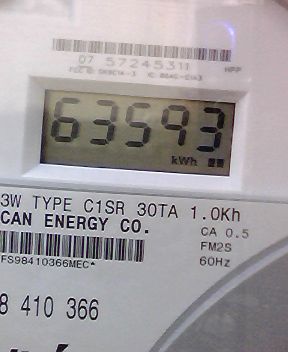 07 57245311
HPP
63593
kWh
3W TYPE C1SR 30TA 1.0Kh
CAN ENERGY CO.
CA 0.5
FM2S
60Hz
FS98410366MEC*
8 410 366